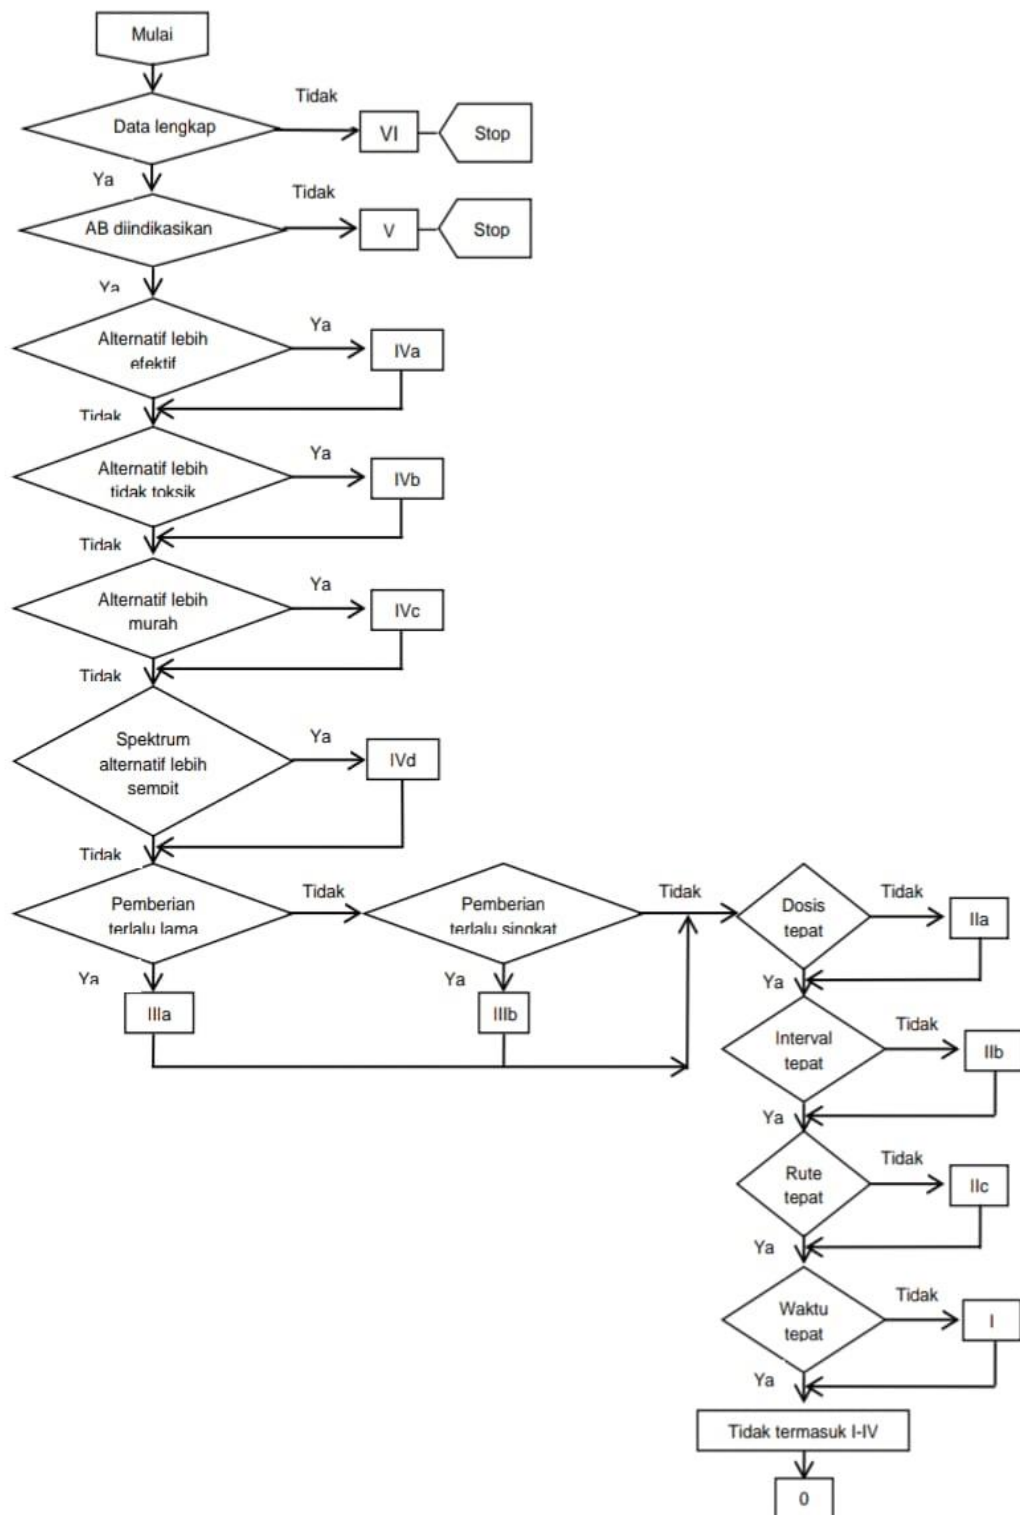 Mulai
Tidak
Data lengkap
VI
Stop
Ya
Tidak
AB diindikasikan
V
Stop
Ya
Alternatif lebih
efektif
Ya
IVa
Tidak
Alternatif lebih
tidak toksik
Ya
IVb
Tidak
Alternatif lebih
murah
Ya
IVc
Tidak
Spektrum
alternatif lebih
sempit
Ya
IVd
Tidak
Pemberian
terlalu lama
Tidak
Pemberian
terlalu singkat
Tidak
Dosis
tepat
Tidak
IIa
Ya
IIIa
Ya
IIIb
Ya
Interval
tepat
Tidak
IIb
Ya
Rute
tepat
Tidak
IIc
Ya
Waktu
tepat
Tidak
I
Ya
Tidak termasuk I-IV
0